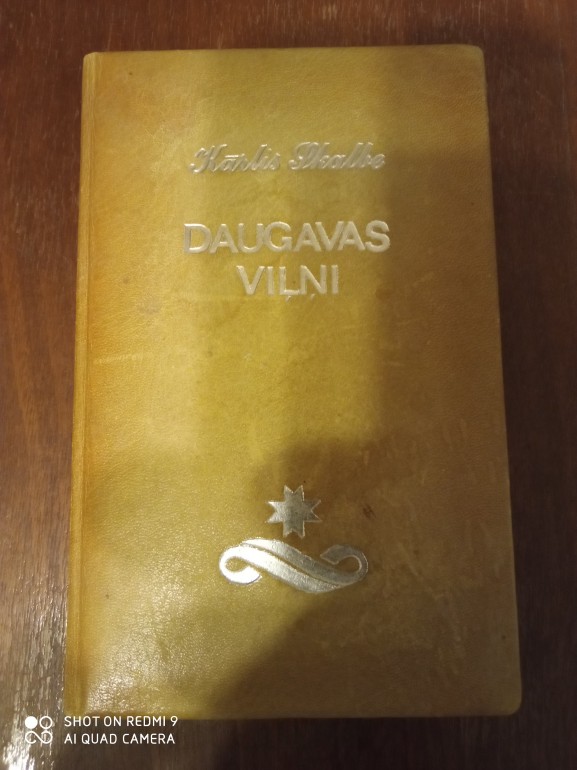 Kārlis Skalbe
DAUGAVAS
VIĻŅI
SHOT ON REDMI 9
AI QUAD CAMERA